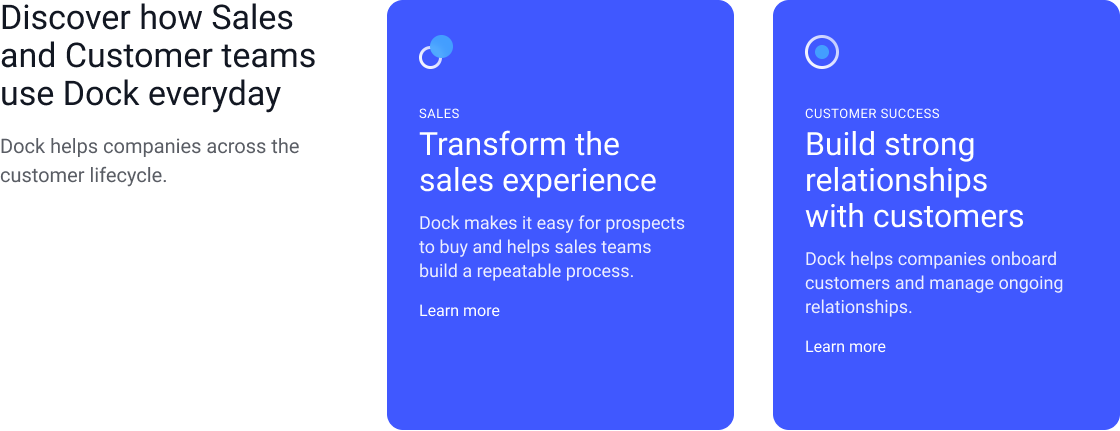 Discover how Sales
and Customer teams
use Dock everyday
Dock helps companies across the
customer lifecycle.
SALES
Transform the
sales experience
Dock makes it easy for prospects
to buy and helps sales teams
build a repeatable process.
Learn more
CUSTOMER SUCCESS
Build strong
relationships
with customers
Dock helps companies onboard
customers and manage ongoing
relationships.
Learn more